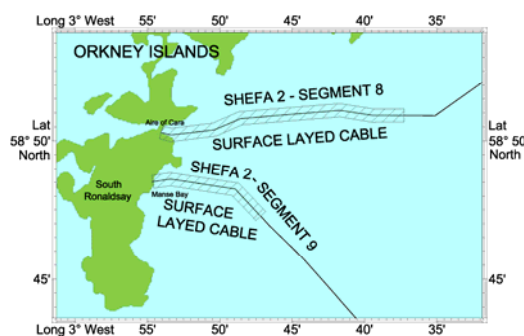 Long 3° West 55' 50' 45' 40' 35'
ORKNEY ISLANDS
SHEFA 2 - SEGMENT 8
Airs of Cara
Lat
58° 50'
North
SURFACE LAYED CABLE
Lat
58° 50'
North
SHEFA 2 - SEGMENT 9
South
Ronaldsay
Manse Bay
SURFACE
LAYED CABLE
45' 45'
Long 3° West 55' 50' 45' 40' 35'